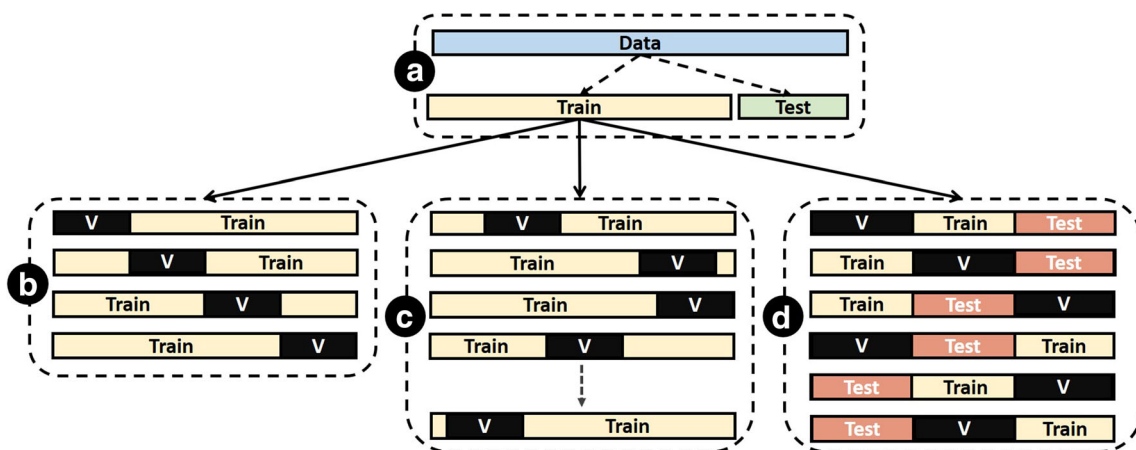 Data
a
Train Test
V Train
V Train
b
Train V
Train V
V Train
Train V
c
Train V
Train V
V Train
V Train Test
Train V Test
d
Train Test V
V Test Train
Test Train V
Test V Train